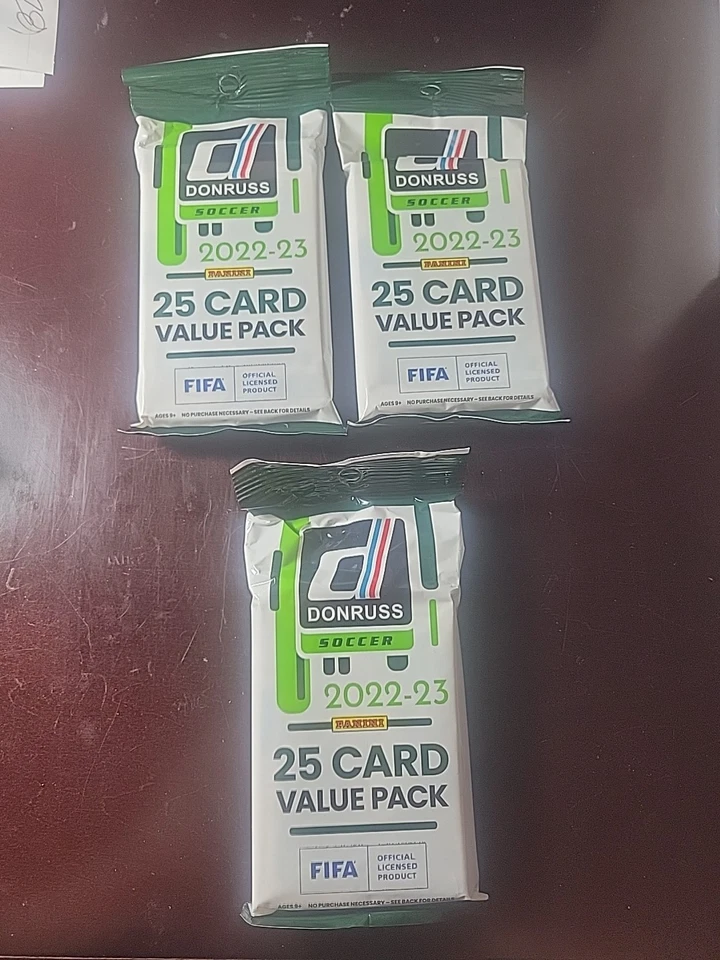 DONRUSS
SOCCER
2022-23
PANINI
25 CARD
VALUE PACK
FIFA
OFFICIAL
LICENSED
PRODUCT
AGES 9+ NO PURCHASE NECESSARY – SEE BACK FOR DETAILS
DONRUSS
SOCCER
2022-23
PANINI
25 CARD
VALUE PACK
FIFA
OFFICIAL
LICENSED
PRODUCT
AGES 9+ NO PURCHASE NECESSARY – SEE BACK FOR DETAILS
DONRUSS
SOCCER
2022-23
PANINI
25 CARD
VALUE PACK
FIFA
OFFICIAL
LICENSED
PRODUCT
AGES 9+ NO PURCHASE NECESSARY – SEE BACK FOR DETAILS